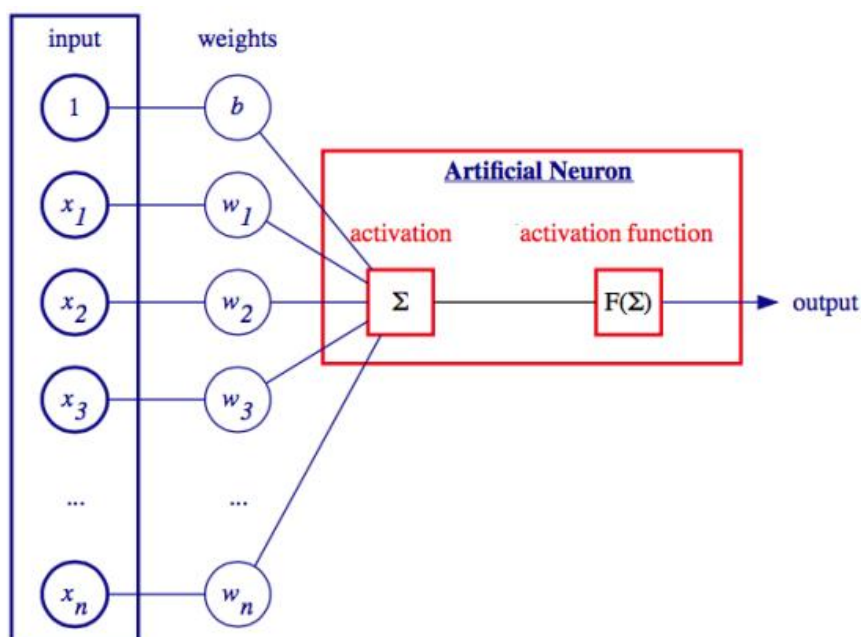 input weights
1 b
Artificial Neuron
x1 w1
activation activation function
x2 w2 Σ F(Σ) output
x3 w3
... ...
xn wn